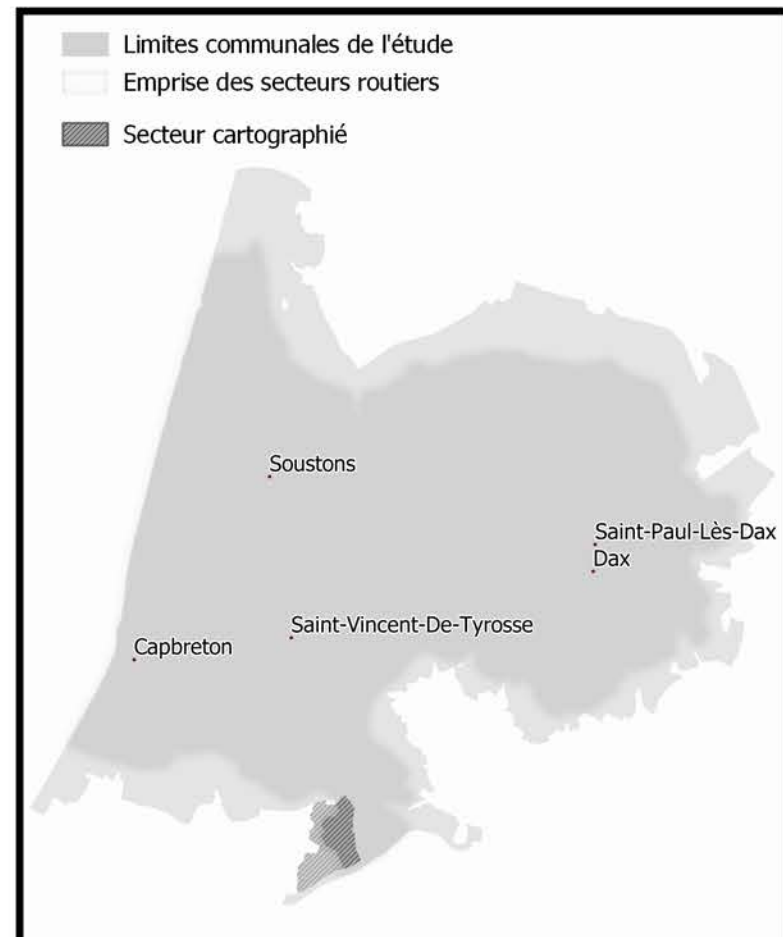 Limites communales de l'étude
Emprise des secteurs routiers
Secteur cartographié
Soustons
Saint-Paul-Lès-Dax
Dax
Saint-Vincent-De-Tyrosse
Capbreton